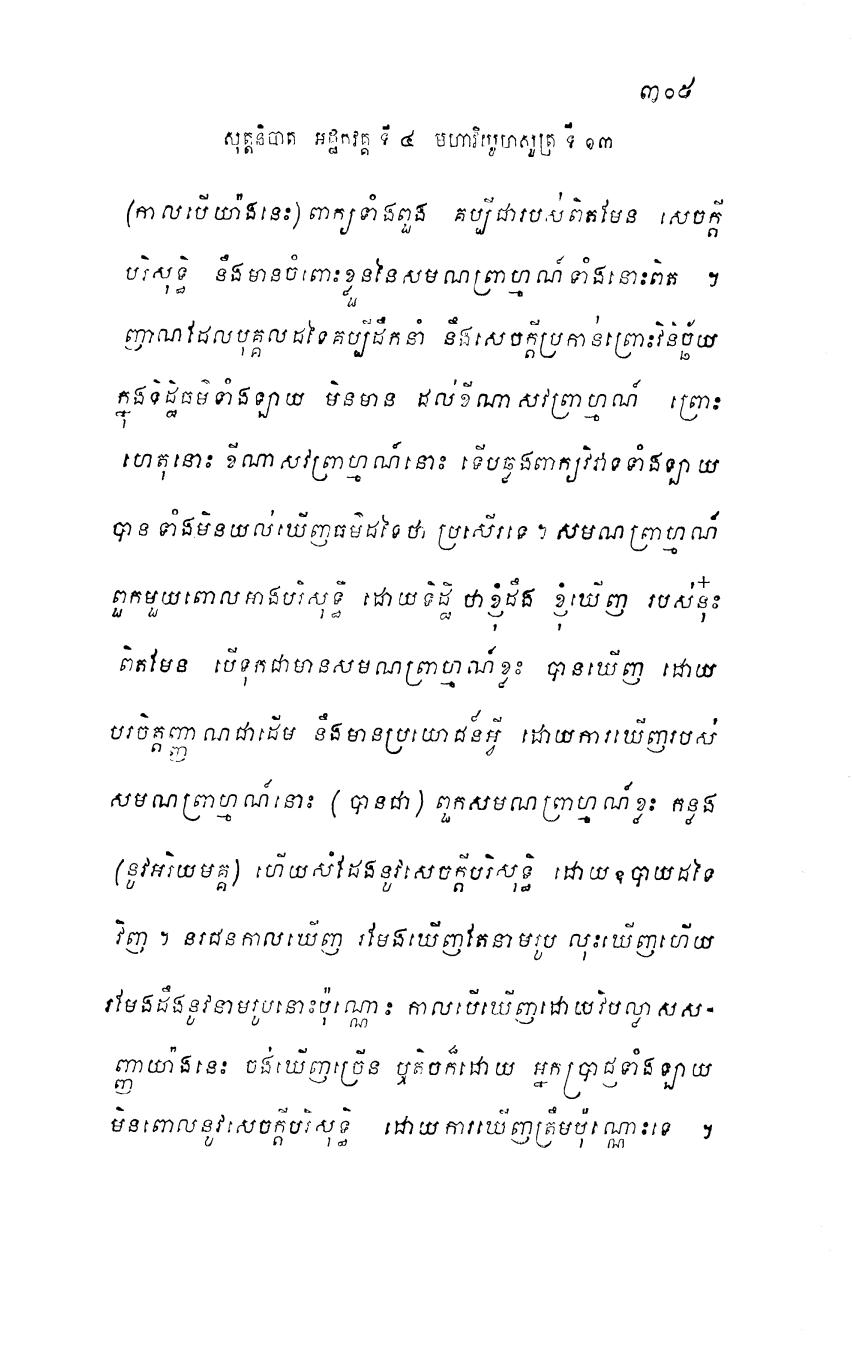 ៣០៥
សុត្តនិបាត អដ្ឋកវគ្គ ទី ៤ មហាវិយូហសូត្រ ទី ១៣
(កាលបើយ៉ាងនេះ) ពាក្យទាំងពួង គប្បីជារបស់ពិតមែន សេចក្តី
បរិសុទ្ធិ នឹងមានចំពោះខ្លួននៃសមណព្រាហ្មណ៍ទាំងនោះពិត ។
ញាណដែលបុគ្គលដទៃគប្បីដឹកនាំ នឹងសេចក្តីប្រកាន់ព្រោះវិនិច្ឆ័យ
ក្នុងទិដ្ឋិធម៌ទាំងឡាយ មិនមាន ដល់ខីណាសវព្រាហ្មណ៍ ព្រោះ
ហេតុនោះ ខីណាសវព្រាហ្មណ៍នោះ ទើបឆ្លងពាក្យវិវាទទាំងឡាយ
បាន ទាំងមិនយល់ឃើញធម៌ដទៃថា ប្រសើរទេ ។ សមណព្រាហ្មណ៍
ពួកមួយពោលអាងបរិសុទ្ធិ ដោយទិដ្ឋិ ថាខ្ញុំដឹង ខ្ញុំឃើញ របស់នុ៎ះ
ពិតមែន បើទុកជាមានសមណព្រាហ្មណ៍ខ្លះ បានឃើញ ដោយ
បរចិត្តញ្ញាណជាដើម នឹងមានប្រយោជន៍អ្វី ដោយការឃើញរបស់
សមណព្រាហ្មណ៍នោះ (បានជា) ពួកសមណព្រាហ្មណ៍ខ្លះ កន្លង
(នូវអរិយមគ្គ) ហើយសំដែងនូវសេចក្តីបរិសុទ្ធិ ដោយឧបាយដទៃ
វិញ ។ នរជនកាលឃើញ រមែងឃើញតែនាមរូប លុះឃើញហើយ
រមែងដឹងនូវនាមរូបនោះប៉ុណ្ណោះ កាលបើឃើញដោយវិបល្លាសស-
ញ្ញាយ៉ាងនេះ ចង់ឃើញច្រើន ឬតិចក៏ដោយ អ្នកប្រាជ្ញទាំងឡាយ
មិនពោលនូវសេចក្តីបរិសុទ្ធិ ដោយការឃើញត្រឹមប៉ុណ្ណោះទេ ។